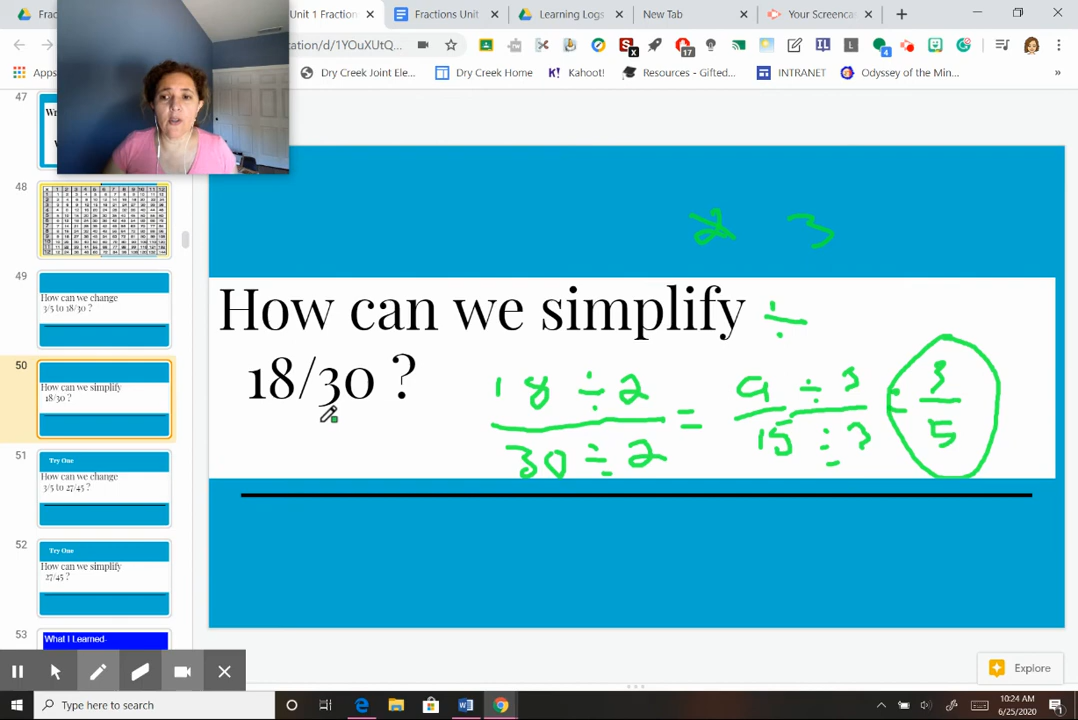 Unit 1 Fraction
Fractions Unit
Learning Logs
New Tab
Your Screencas
tation/d/1YOuXUtQ...
17
4
Apps
Dry Creek Joint Ele...
Dry Creek Home
K! Kahoot!
Resources - Gifted...
INTRANET
Odyssey of the Min...
»
47
48
49
How can we change
3/5 to 18/30 ?
50
How can we simplify
18/30 ?
51
Try One
How can we change
3/5 to 27/45 ?
52
Try One
How can we simplify
27/45 ?
53
What I Learned-
2 3
How can we simplify ÷
18/30 ?
18 ÷ 2 = 9 ÷ 3 = 3
30 ÷ 2 15 ÷ 3 5
Explore
Type here to search
10:24 AM
6/25/2020